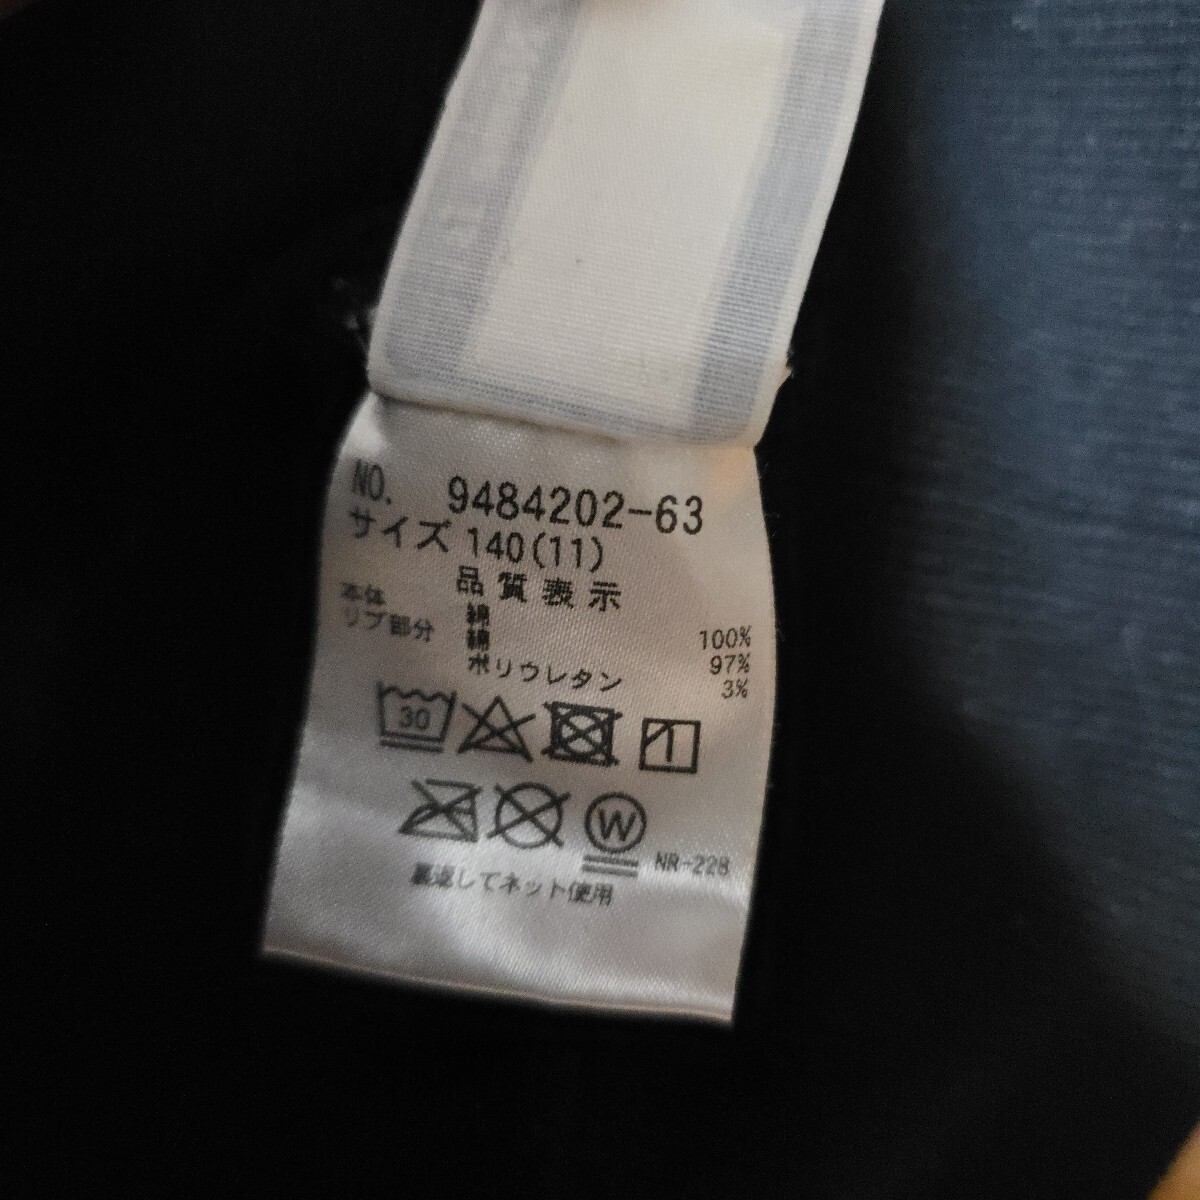 NO. 9484202-63
サイズ 140(11)
品質表示
本体 綿 100%
リブ部分 綿 97%
ポリウレタン 3%
30
W
NR-228
裏返してネット使用